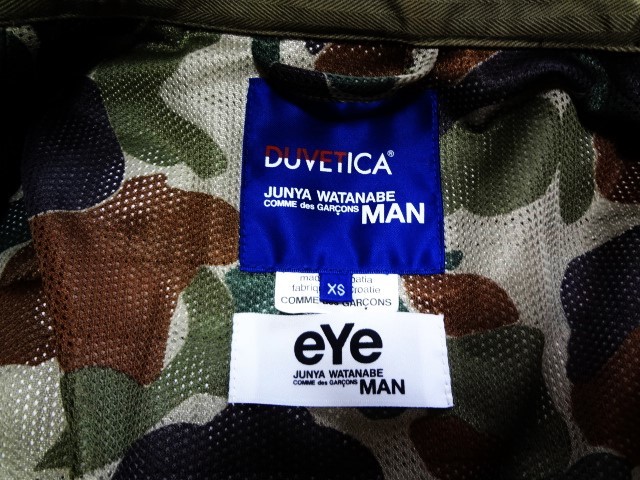 DUVETICA®
JUNYA WATANABE
COMME des GARÇONS MAN
XS
COMME des GARÇONS
eYe
JUNYA WATANABE
COMME des GARÇONS MAN